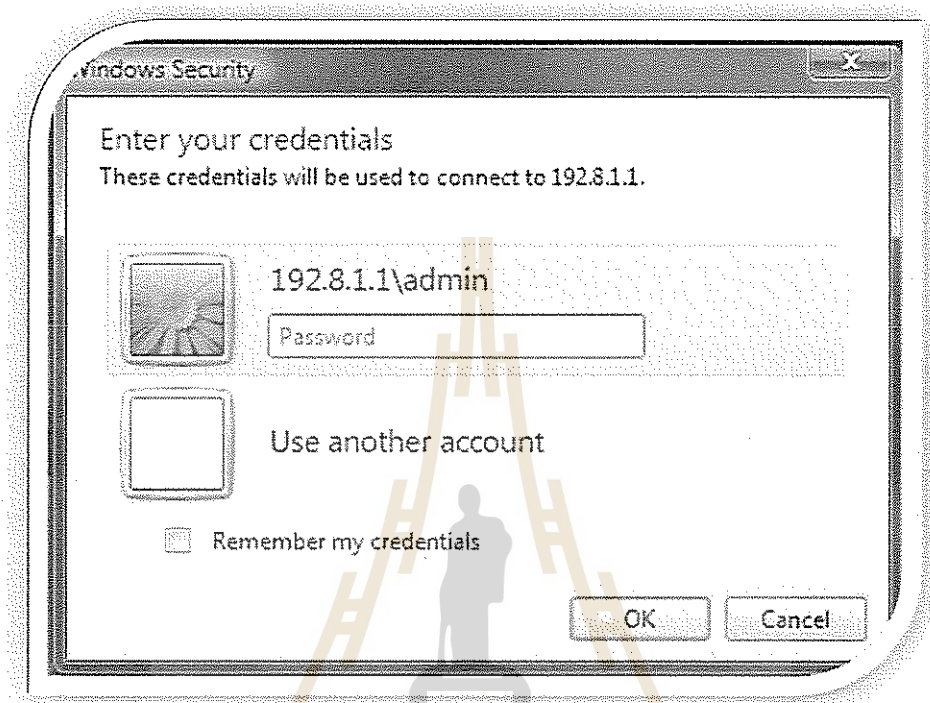 Windows Security
Enter your credentials
These credentials will be used to connect to 192.8.1.1.
192.8.1.1\admin
Password
Use another account
Remember my credentials
OK
Cancel